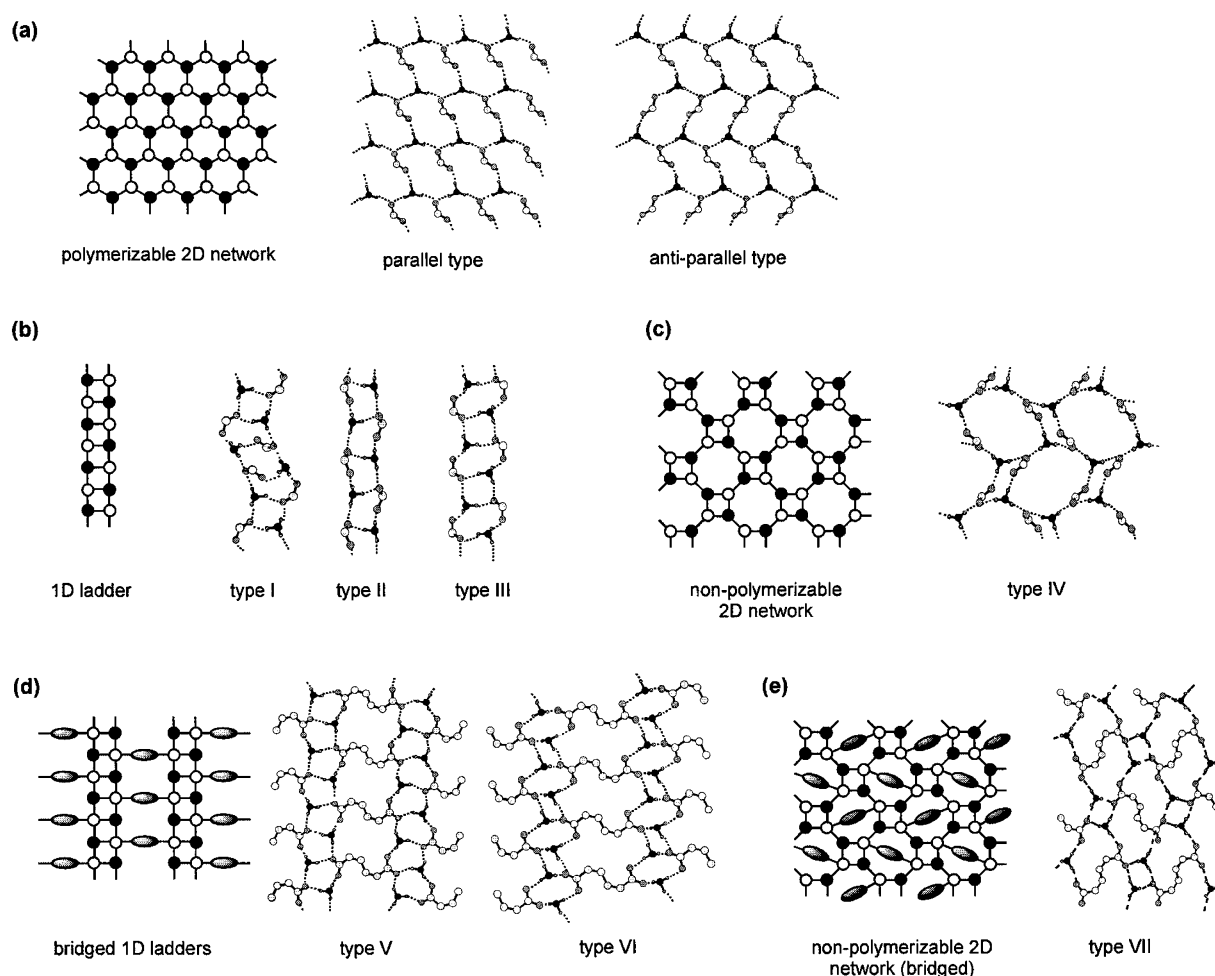 (a)
polymerizable 2D network
parallel type
anti-parallel type
(b)
1D ladder
type I
type II
type III
(c)
non-polymerizable
2D network
type IV
(d)
bridged 1D ladders
type V
type VI
(e)
non-polymerizable 2D
network (bridged)
type VII